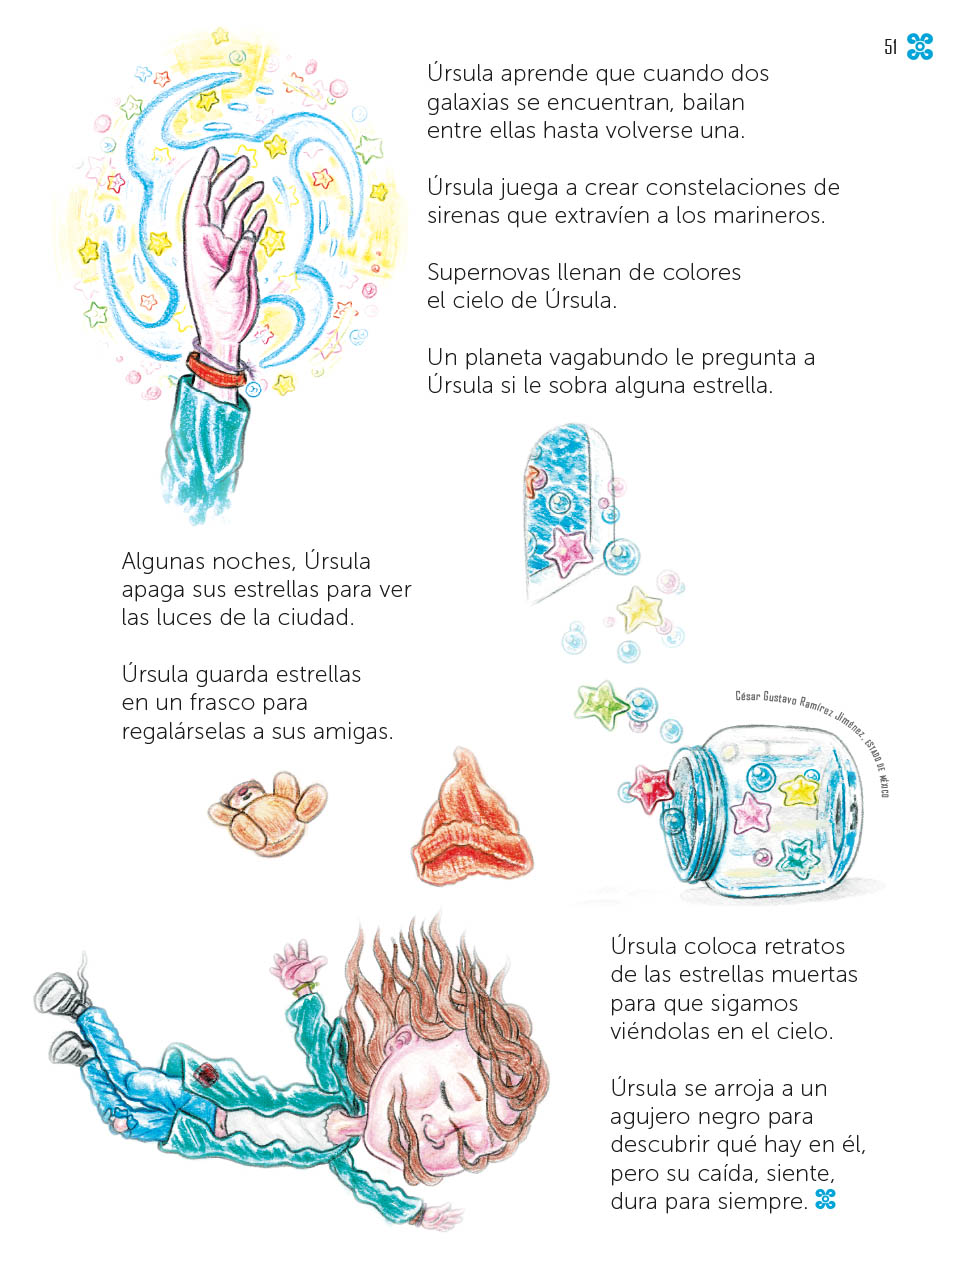 51
Úrsula aprende que cuando dos
galaxias se encuentran, bailan
entre ellas hasta volverse una.
Úrsula juega a crear constelaciones de
sirenas que extravíen a los marineros.
Supernovas llenan de colores
el cielo de Úrsula.
Un planeta vagabundo le pregunta a
Úrsula si le sobra alguna estrella.
Algunas noches, Úrsula
apaga sus estrellas para ver
las luces de la ciudad.
Úrsula guarda estrellas
en un frasco para
regalárselas a sus amigas.
César Gustavo Ramírez Jiménez, ESTADO DE MÉXICO
Úrsula coloca retratos
de las estrellas muertas
para que sigamos
viéndolas en el cielo.
Úrsula se arroja a un
agujero negro para
descubrir qué hay en él,
pero su caída, siente,
dura para siempre.